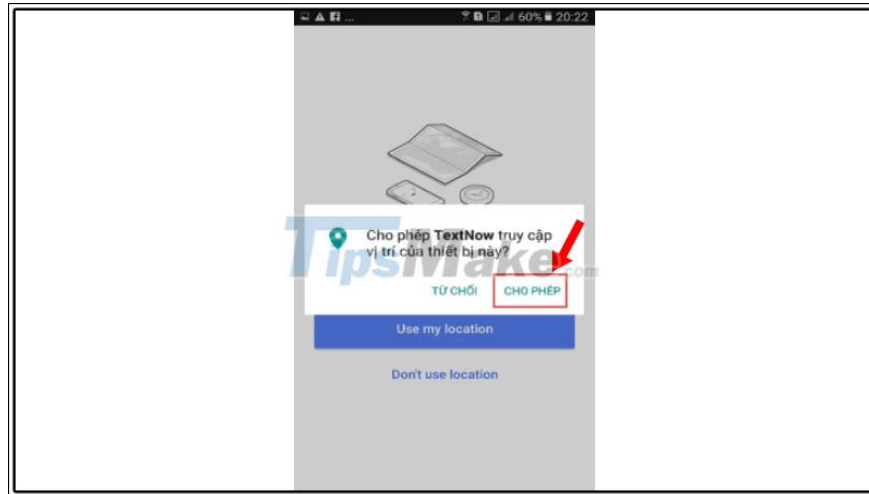 ... 60% 20:22
Cho phép TextNow truy cập
vị trí của thiết bị này?
TipsMake.com
TỪ CHỐI CHO PHÉP
Use my location
Don't use location